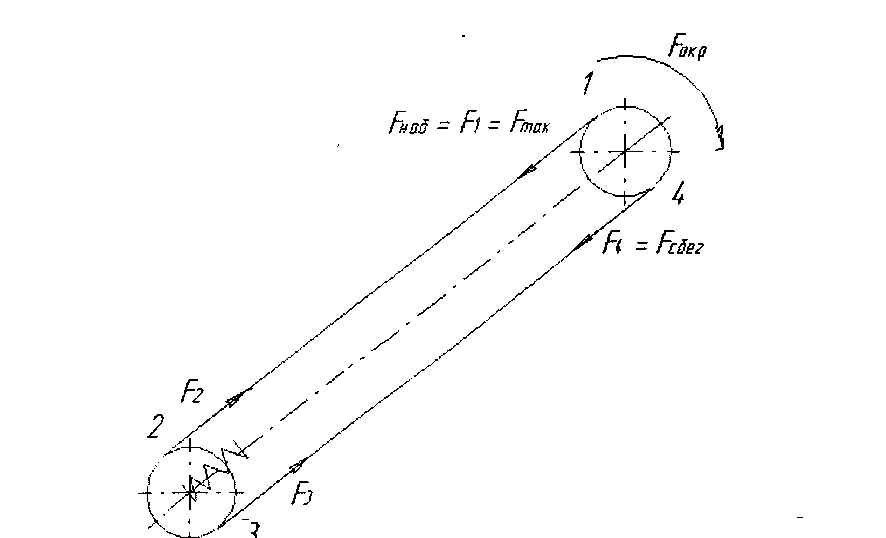 Fокр
1
Fнаб = F1 = Fmax
4
F4 = Fсбег
F2
2
F3
3